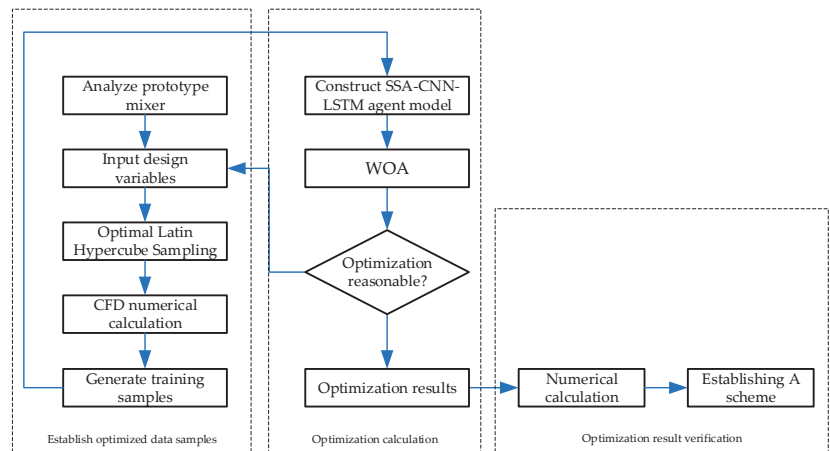 Analyze prototype
mixer
Input design
variables
Optimal Latin
Hypercube Sampling
CFD numerical
calculation
Generate training
samples
Establish optimized data samples
Construct SSA-CNN-
LSTM agent model
WOA
Optimization
reasonable?
Optimization results
Optimization calculation
Numerical
calculation
Establishing A
scheme
Optimization result verification